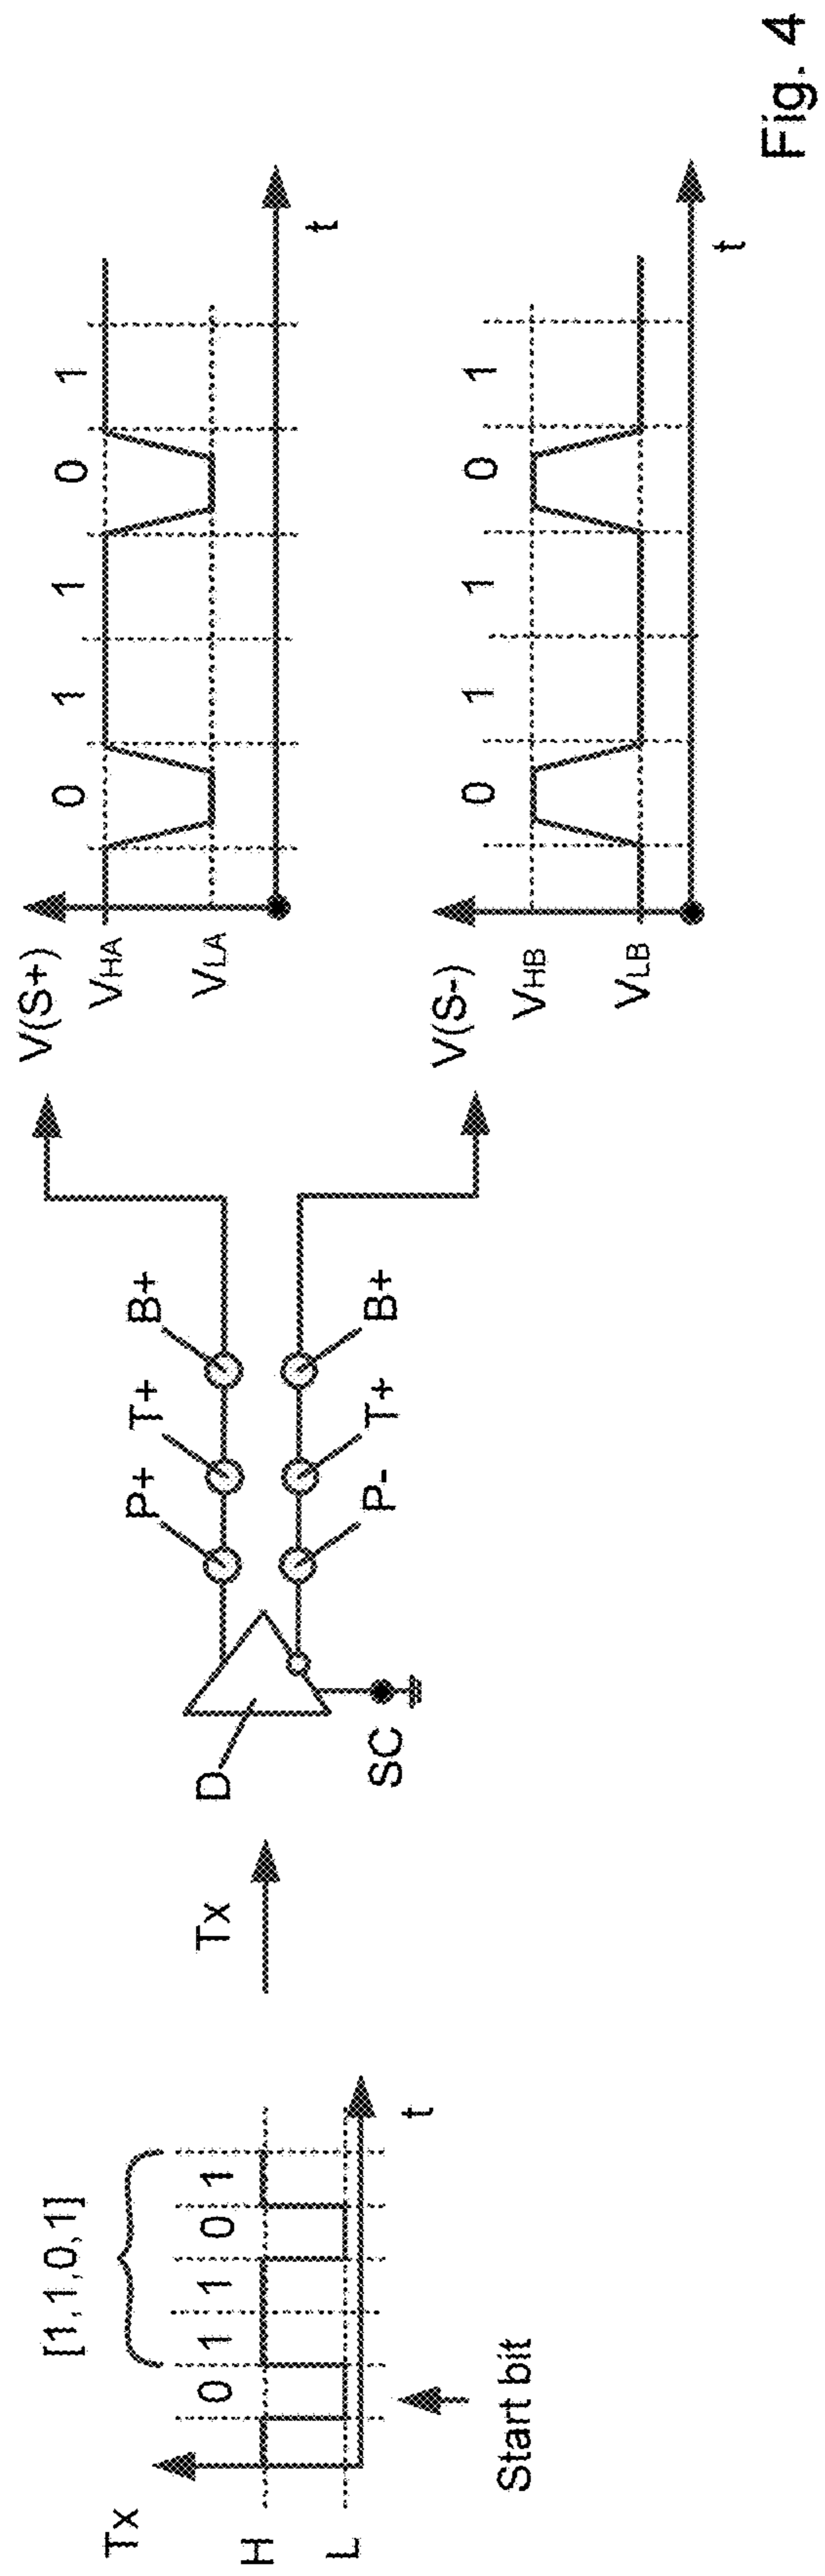 Tx
H
L
[1,1,0,1]
0 1 1 0 1
t
Start bit
Tx
D
SC
P+ T+ B+
P- T+ B+
V(S+)
VHA
VLA
0 1 1 0 1
t
V(S-)
VHB
VLB
0 1 1 0 1
t
Fig. 4